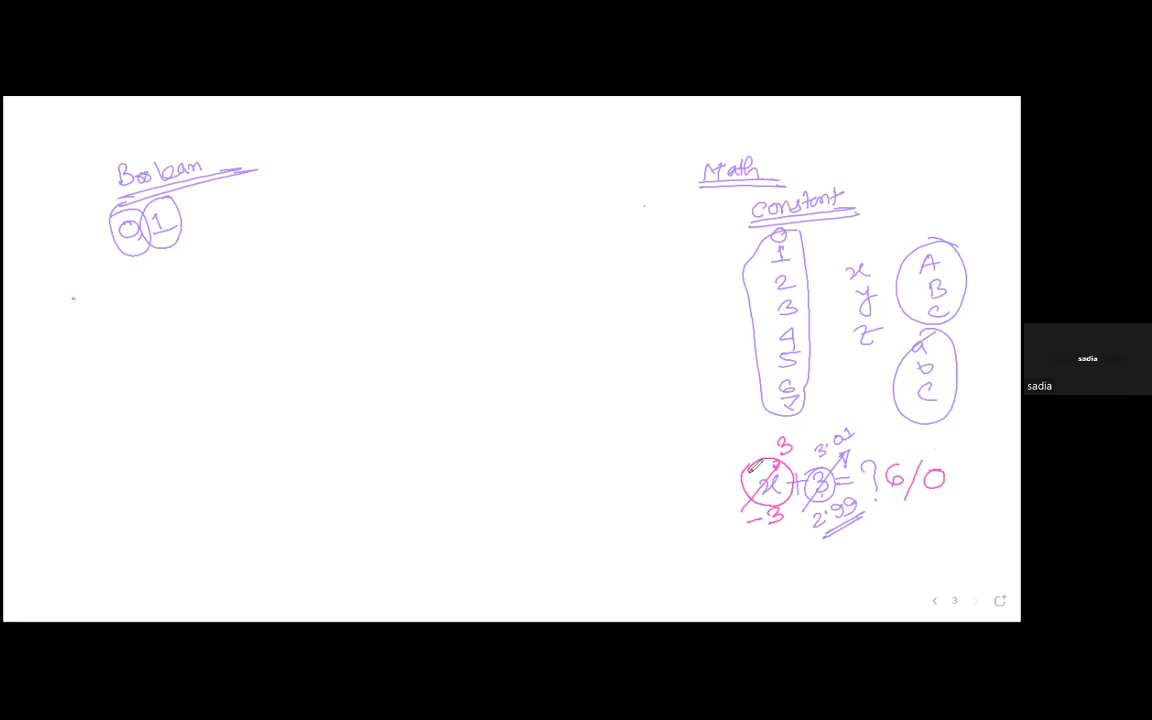 Boolean
0, 1
Math
Constant
0
1
2
3
4
5
6
7
x
y
z
A
B
C
a
b
c
3
3.01
x + 3 = ? 6/0
-3
2.99
3
sadia
sadia